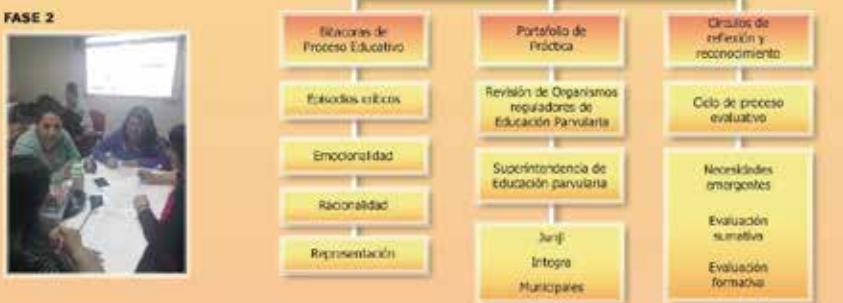 FASE 2
Bitácoras de
Proceso Educativo
Episodios críticos
Emocionalidad
Racionalidad
Representación
Portafolio de
Práctica
Revisión de Organismos
reguladores de
Educación Parvularia
Superintendencia de
Educación parvularia
Junji
Integra
Municipales
Círculos de
reflexión y
reconocimiento
Ciclo de proceso
evaluativo
Necesidades
emergentes
Evaluación
sumativa
Evaluación
formativa